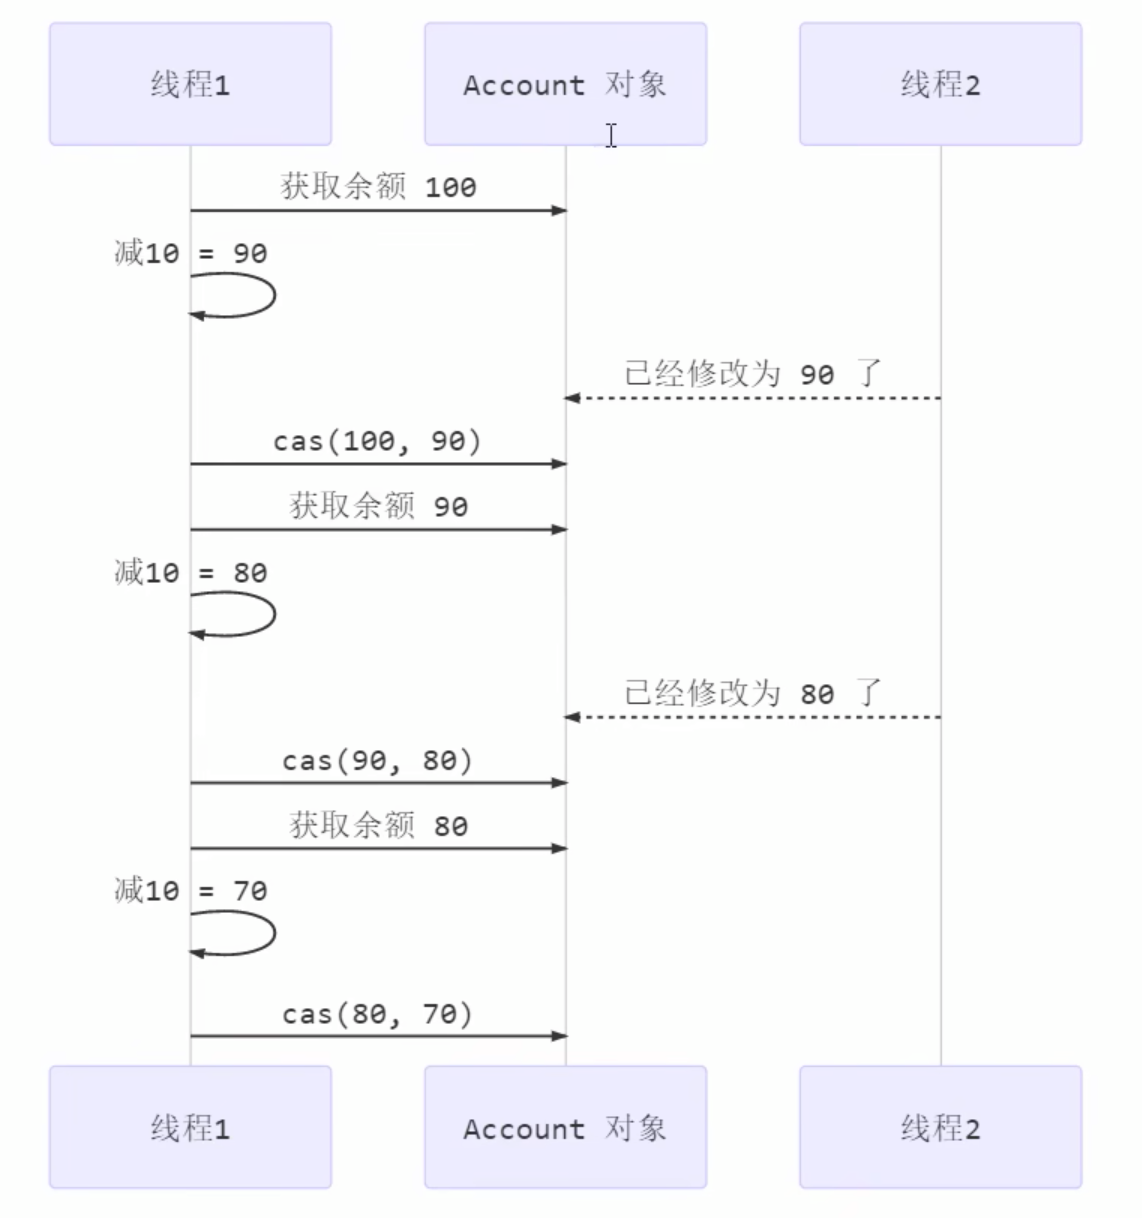 线程1
Account 对象
线程2
获取余额 100
减10 = 90
已经修改为 90 了
cas(100, 90)
获取余额 90
减10 = 80
已经修改为 80 了
cas(90, 80)
获取余额 80
减10 = 70
cas(80, 70)
线程1
Account 对象
线程2